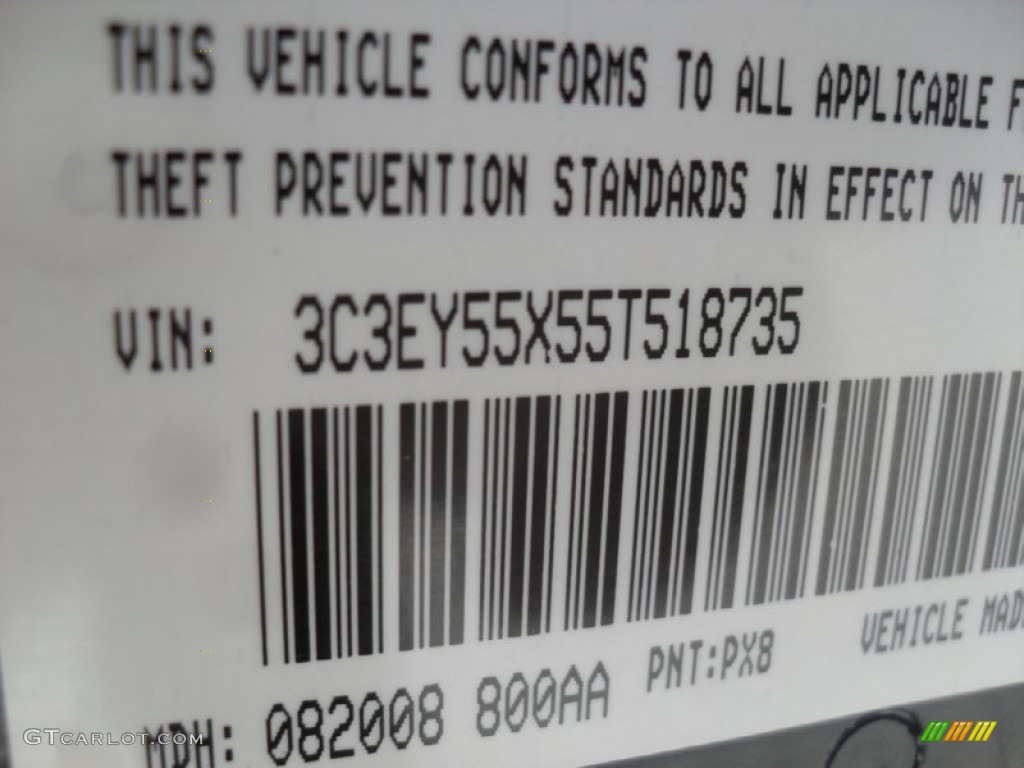 THIS VEHICLE CONFORMS TO ALL APPLICABLE F
THEFT PREVENTION STANDARDS IN EFFECT ON TH
VIN: 3C3EY55X55T518735
PNT:PX8 VEHICLE MAD
MDH: 082008 800AA
GTCARLOT.COM